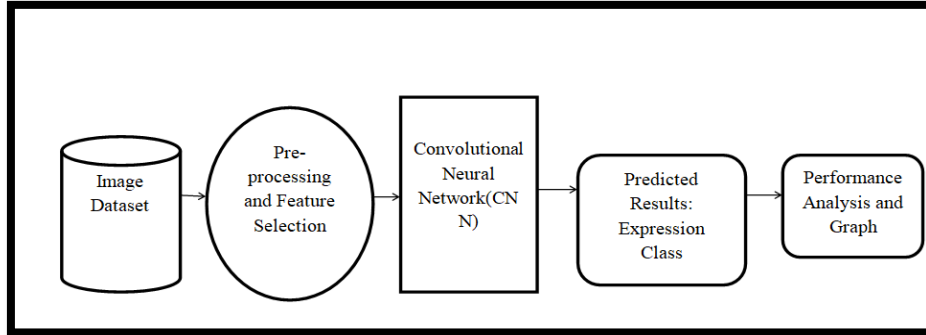 Image
Dataset
Pre-
processing
and Feature
Selection
Convolutional
Neural
Network(CN
N)
Predicted
Results:
Expression
Class
Performance
Analysis and
Graph